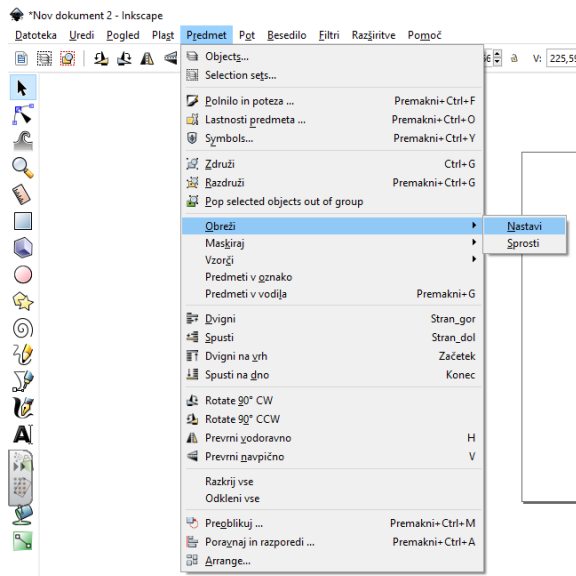 *Nov dokument 2 - Inkscape
Datoteka Uredi Pogled Plast Predmet Pot Besedilo Filtri Razširitve Pomoč
V: 225,59
Objects...
Selection sets...
Polnilo in poteza ... Premakni+Ctrl+F
Lastnosti predmeta ... Premakni+Ctrl+O
Symbols... Premakni+Ctrl+Y
Združi Ctrl+G
Razdruži Premakni+Ctrl+G
Pop selected objects out of group
Obreži Nastavi
Maskiraj Sprosti
Vzorči
Predmeti v oznako
Predmeti v vodila Premakni+G
Dvigni Stran_gor
Spusti Stran_dol
Dvigni na vrh Začetek
Spusti na dno Konec
Rotate 90° CW
Rotate 90° CCW
Prevrni vodoravno H
Prevrni navpično V
Razkrij vse
Odkleni vse
Preoblikuj ... Premakni+Ctrl+M
Poravnaj in razporedi ... Premakni+Ctrl+A
Arrange...